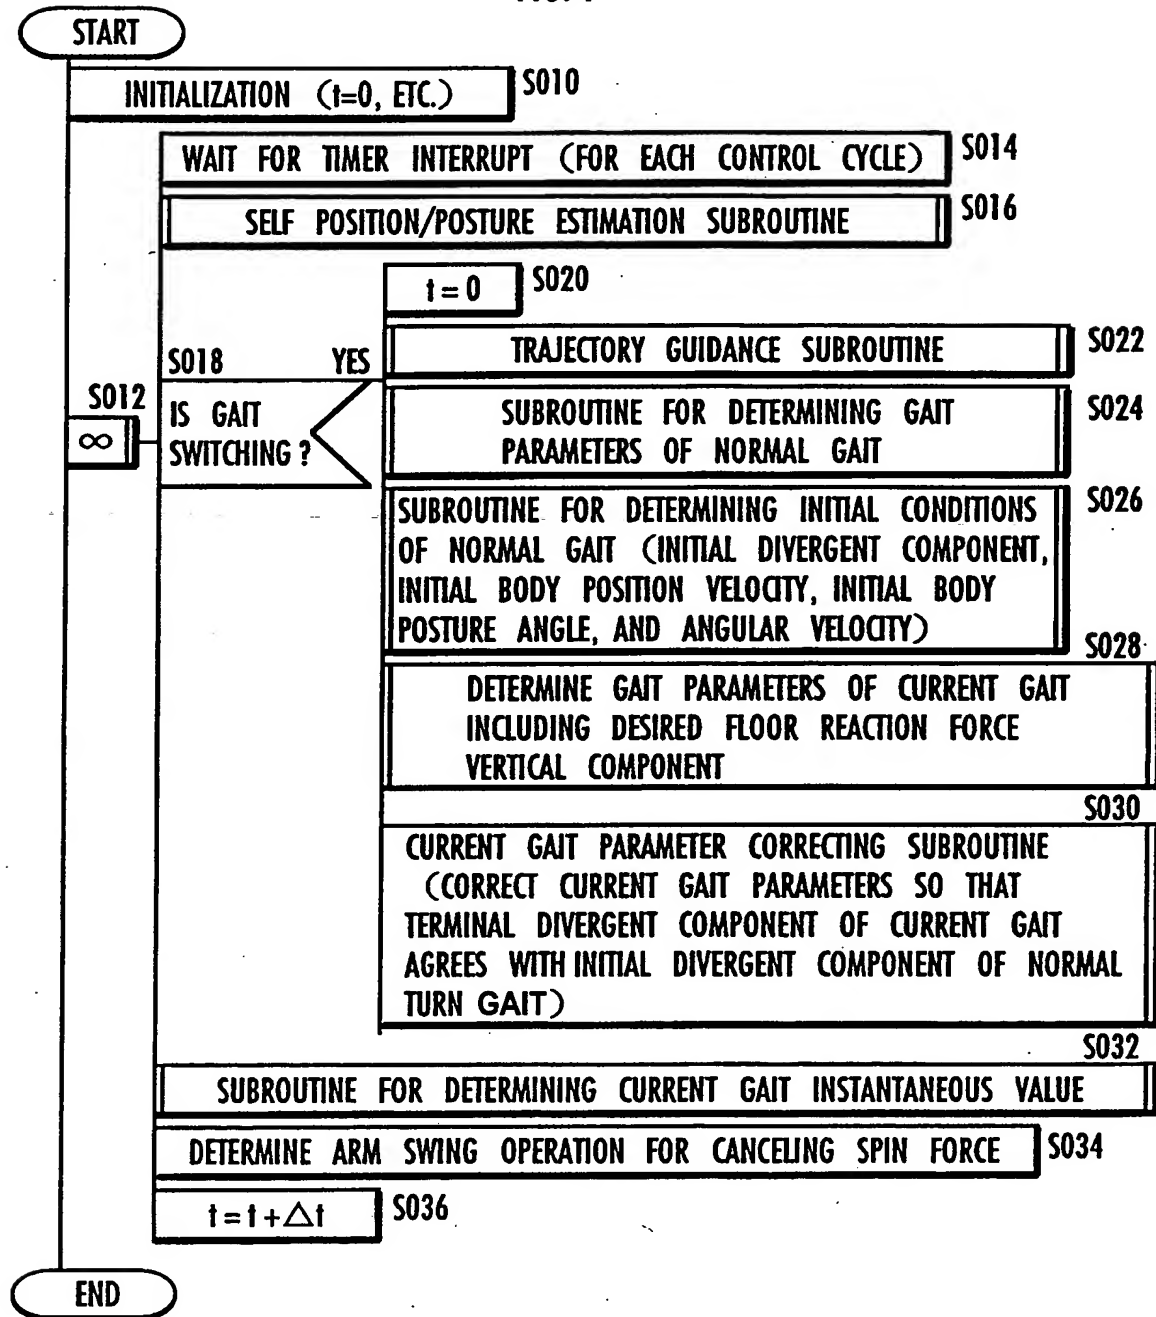 START
INITIALIZATION (t=0, ETC.)
S010
WAIT FOR TIMER INTERRUPT (FOR EACH CONTROL CYCLE)
S014
SELF POSITION/POSTURE ESTIMATION SUBROUTINE
S016
t = 0
S020
TRAJECTORY GUIDANCE SUBROUTINE
S022
S018
YES
S012
∞
IS GAIT
SWITCHING ?
SUBROUTINE FOR DETERMINING GAIT
PARAMETERS OF NORMAL GAIT
S024
SUBROUTINE FOR DETERMINING INITIAL CONDITIONS
OF NORMAL GAIT (INITIAL DIVERGENT COMPONENT,
INITIAL BODY POSITION VELOCITY, INITIAL BODY
POSTURE ANGLE, AND ANGULAR VELOCITY)
S026
S028
DETERMINE GAIT PARAMETERS OF CURRENT GAIT
INCLUDING DESIRED FLOOR REACTION FORCE
VERTICAL COMPONENT
S030
CURRENT GAIT PARAMETER CORRECTING SUBROUTINE
(CORRECT CURRENT GAIT PARAMETERS SO THAT
TERMINAL DIVERGENT COMPONENT OF CURRENT GAIT
AGREES WITH INITIAL DIVERGENT COMPONENT OF NORMAL
TURN GAIT)
S032
SUBROUTINE FOR DETERMINING CURRENT GAIT INSTANTANEOUS VALUE
DETERMINE ARM SWING OPERATION FOR CANCELING SPIN FORCE
S034
t=t+△t
S036
END